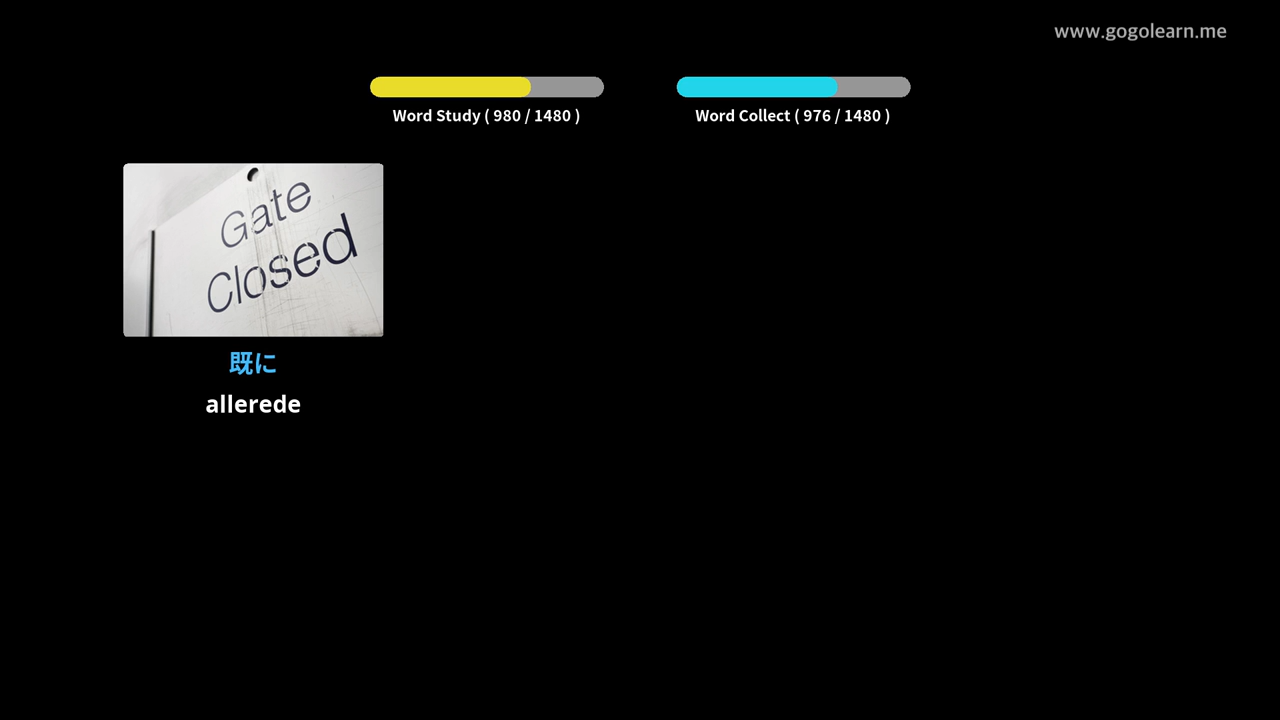 www.gogolearn.me
Word Study ( 980 / 1480 )
Word Collect ( 976 / 1480 )
Gate
Closed
既に
allerede